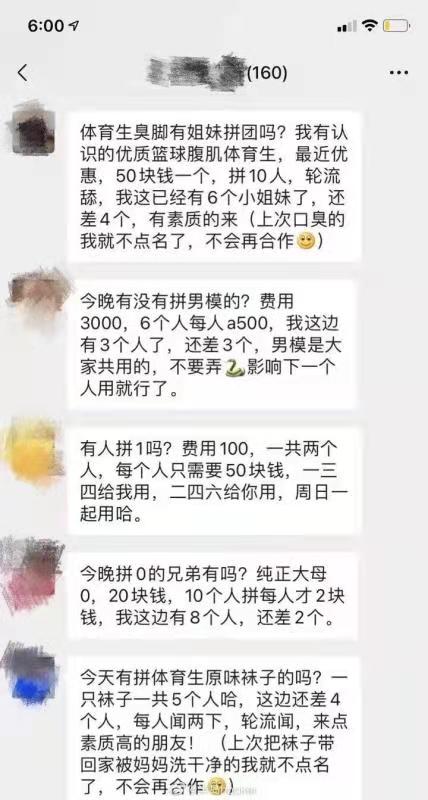 6:00
(160)
体育生臭脚有姐妹拼团吗？我有认
识的优质篮球腹肌体育生，最近优
惠，50块钱一个，拼10人，轮流
舔，我这已经有6个小姐妹了，还
差4个，有素质的来（上次口臭的
我就不点名了，不会再合作🙂）
今晚有没有拼男模的？费用
3000，6个人每人a500，我这边
有3个人了，还差3个，男模是大
家共用的，不要弄🐍影响下一个
人用就行了。
有人拼1吗？费用100，一共两个
人，每个人只需要50块钱，一三
四给我用，二四六给你用，周日一
起用哈。
今晚拼0的兄弟有吗？纯正大母
0，20块钱，10个人拼每人才2块
钱，我这边有8个人，还差2个。
今天有拼体育生原味袜子的吗？一
只袜子一共5个人哈，这边还差4
个人，每人闻两下，轮流闻，来点
素质高的朋友！（上次把袜子带
回家被妈妈洗干净的我就不点名
了，不会再合作🙂）